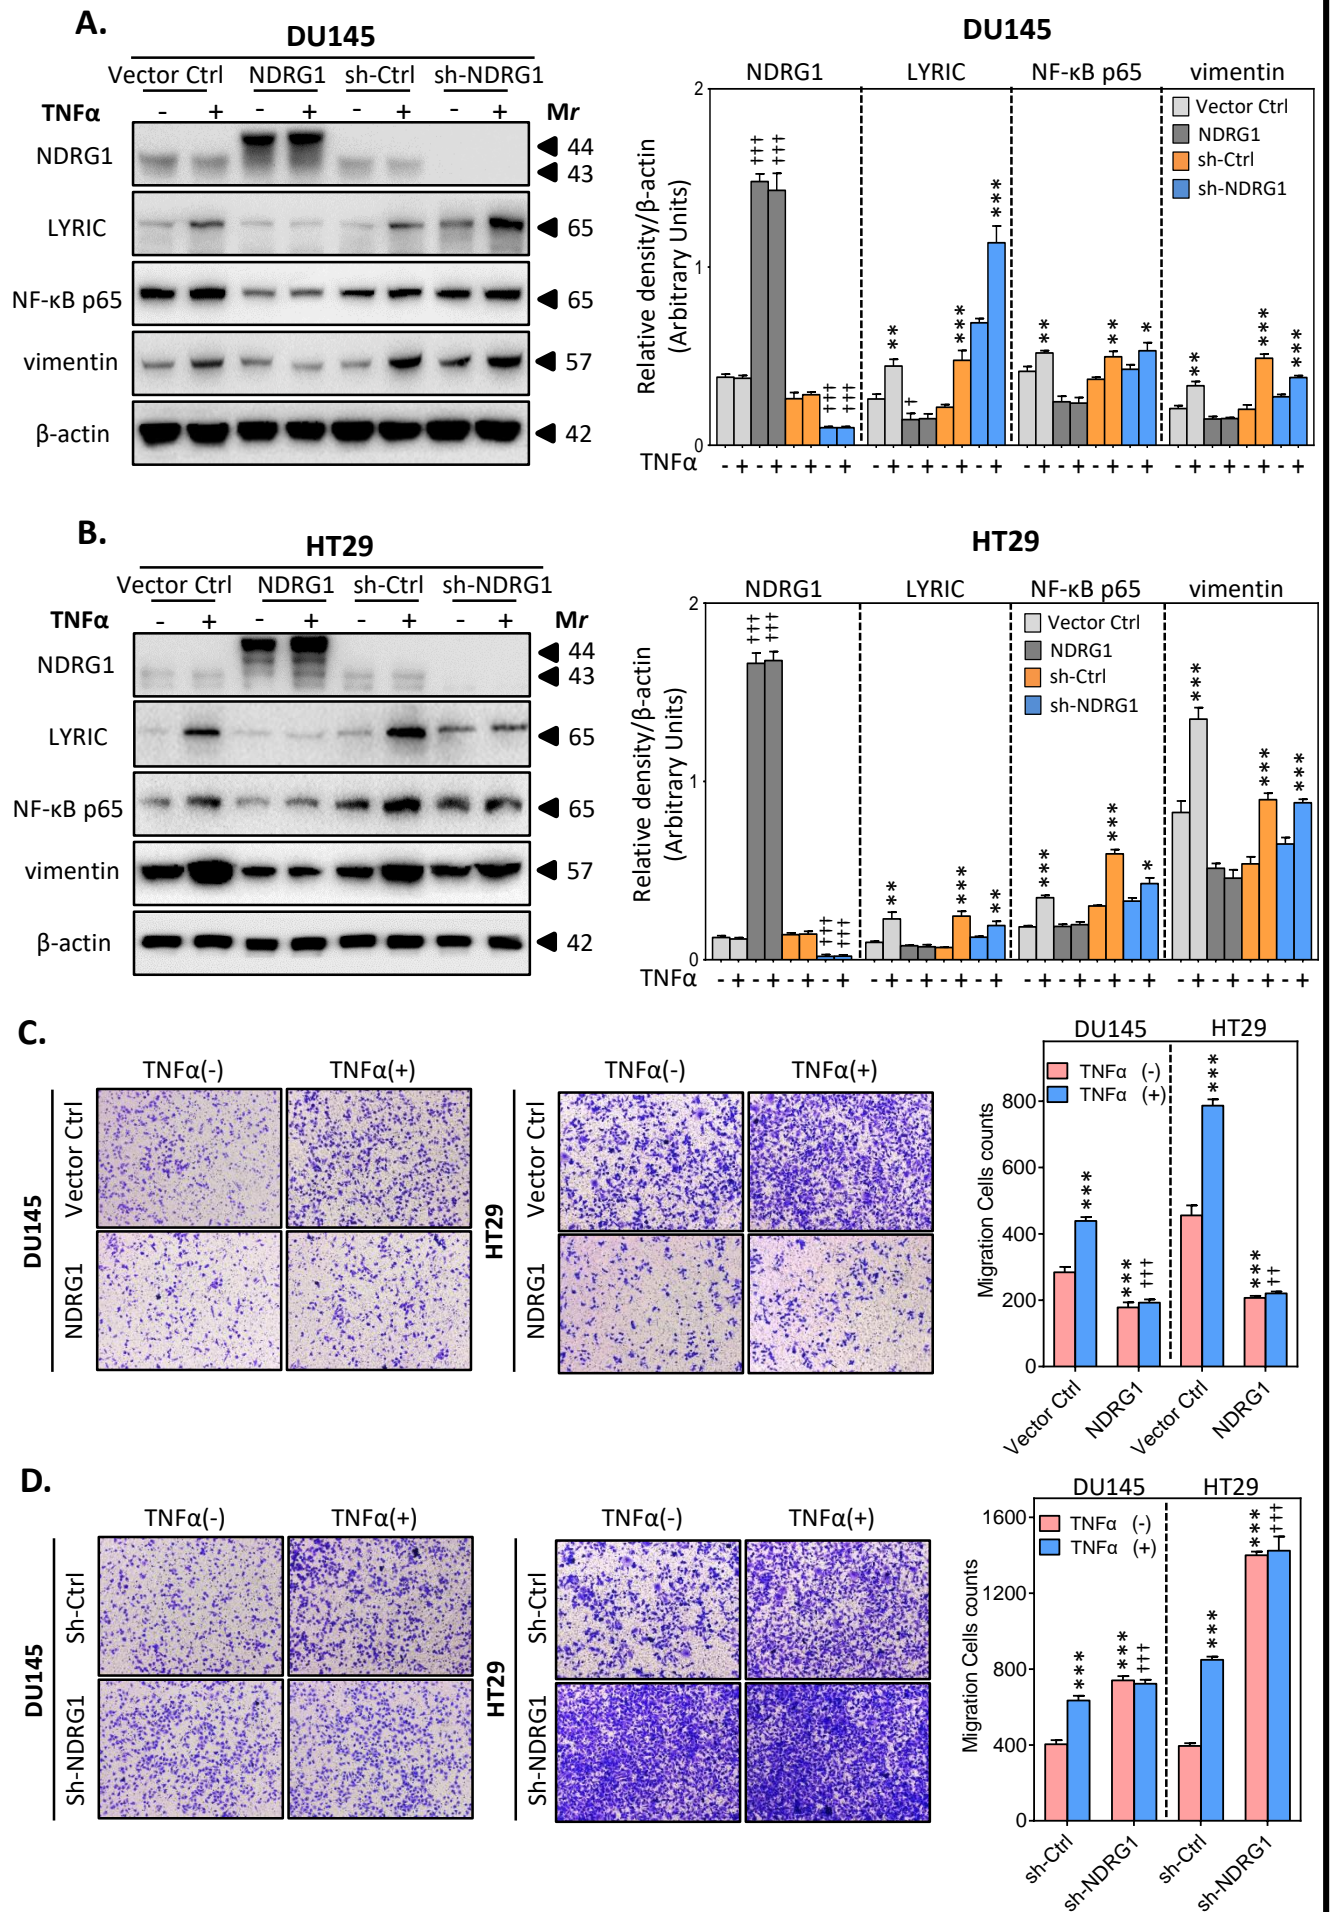 A.
DU145
Vector Ctrl NDRG1 sh-Ctrl sh-NDRG1
TNFα - + - + - + - + Mr
NDRG1 44
43
LYRIC 65
NF-κB p65 65
vimentin 57
β-actin 42
DU145
NDRG1 LYRIC NF-κB p65 vimentin
Relative density/β-actin
(Arbitrary Units)
2
1
0
Vector Ctrl
NDRG1
sh-Ctrl
sh-NDRG1
††† ††† ††† ††† ** † *** *** ** ** * ** *** ***
TNFα - + - + - + - + - + - + - + - + - + - + - + - + - + - + - + - +
B.
HT29
Vector Ctrl NDRG1 sh-Ctrl sh-NDRG1
TNFα - + - + - + - + Mr
NDRG1 44
43
LYRIC 65
NF-κB p65 65
vimentin 57
β-actin 42
HT29
NDRG1 LYRIC NF-κB p65 vimentin
Relative density/β-actin
(Arbitrary Units)
2
1
0
Vector Ctrl
NDRG1
sh-Ctrl
sh-NDRG1
††† ††† ††† ††† ** *** ** *** *** * *** *** ***
TNFα - + - + - + - + - + - + - + - + - + - + - + - + - + - + - + - +
C.
TNFα(-) TNFα(+)
DU145
Vector Ctrl
NDRG1
TNFα(-) TNFα(+)
HT29
Vector Ctrl
NDRG1
DU145 HT29
TNFα (-)
TNFα (+)
Migration Cells counts
800
600
400
200
0
*** *** ††† *** *** ††
Vector Ctrl NDRG1 Vector Ctrl NDRG1
D.
TNFα(-) TNFα(+)
DU145
Sh-Ctrl
Sh-NDRG1
TNFα(-) TNFα(+)
HT29
Sh-Ctrl
Sh-NDRG1
DU145 HT29
TNFα (-)
TNFα (+)
Migration Cells counts
1600
1200
800
400
0
*** *** ††† *** *** †††
sh-Ctrl sh-NDRG1 sh-Ctrl sh-NDRG1